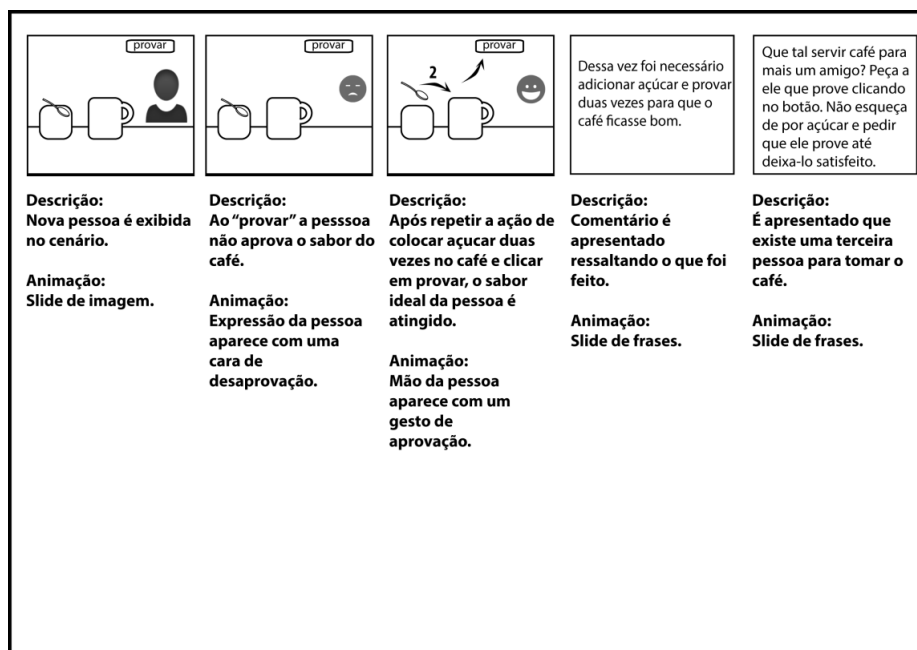 provar
Descrição:
Nova pessoa é exibida
no cenário.
Animação:
Slide de imagem.
provar
Descrição:
Ao “provar” a pesssoa
não aprova o sabor do
café.
Animação:
Expressão da pessoa
aparece com uma
cara de
desaprovação.
provar
2
Descrição:
Após repetir a ação de
colocar açucar duas
vezes no café e clicar
em provar, o sabor
ideal da pessoa é
atingido.
Animação:
Mão da pessoa
aparece com um
gesto de
aprovação.
Dessa vez foi necessário
adicionar açúcar e provar
duas vezes para que o
café ficasse bom.
Descrição:
Comentário é
apresentado
ressaltando o que foi
feito.
Animação:
Slide de frases.
Que tal servir café para
mais um amigo? Peça a
ele que prove clicando
no botão. Não esqueça
de por açúcar e pedir
que ele prove até
deixa-lo satisfeito.
Descrição:
É apresentado que
existe uma terceira
pessoa para tomar o
café.
Animação:
Slide de frases.